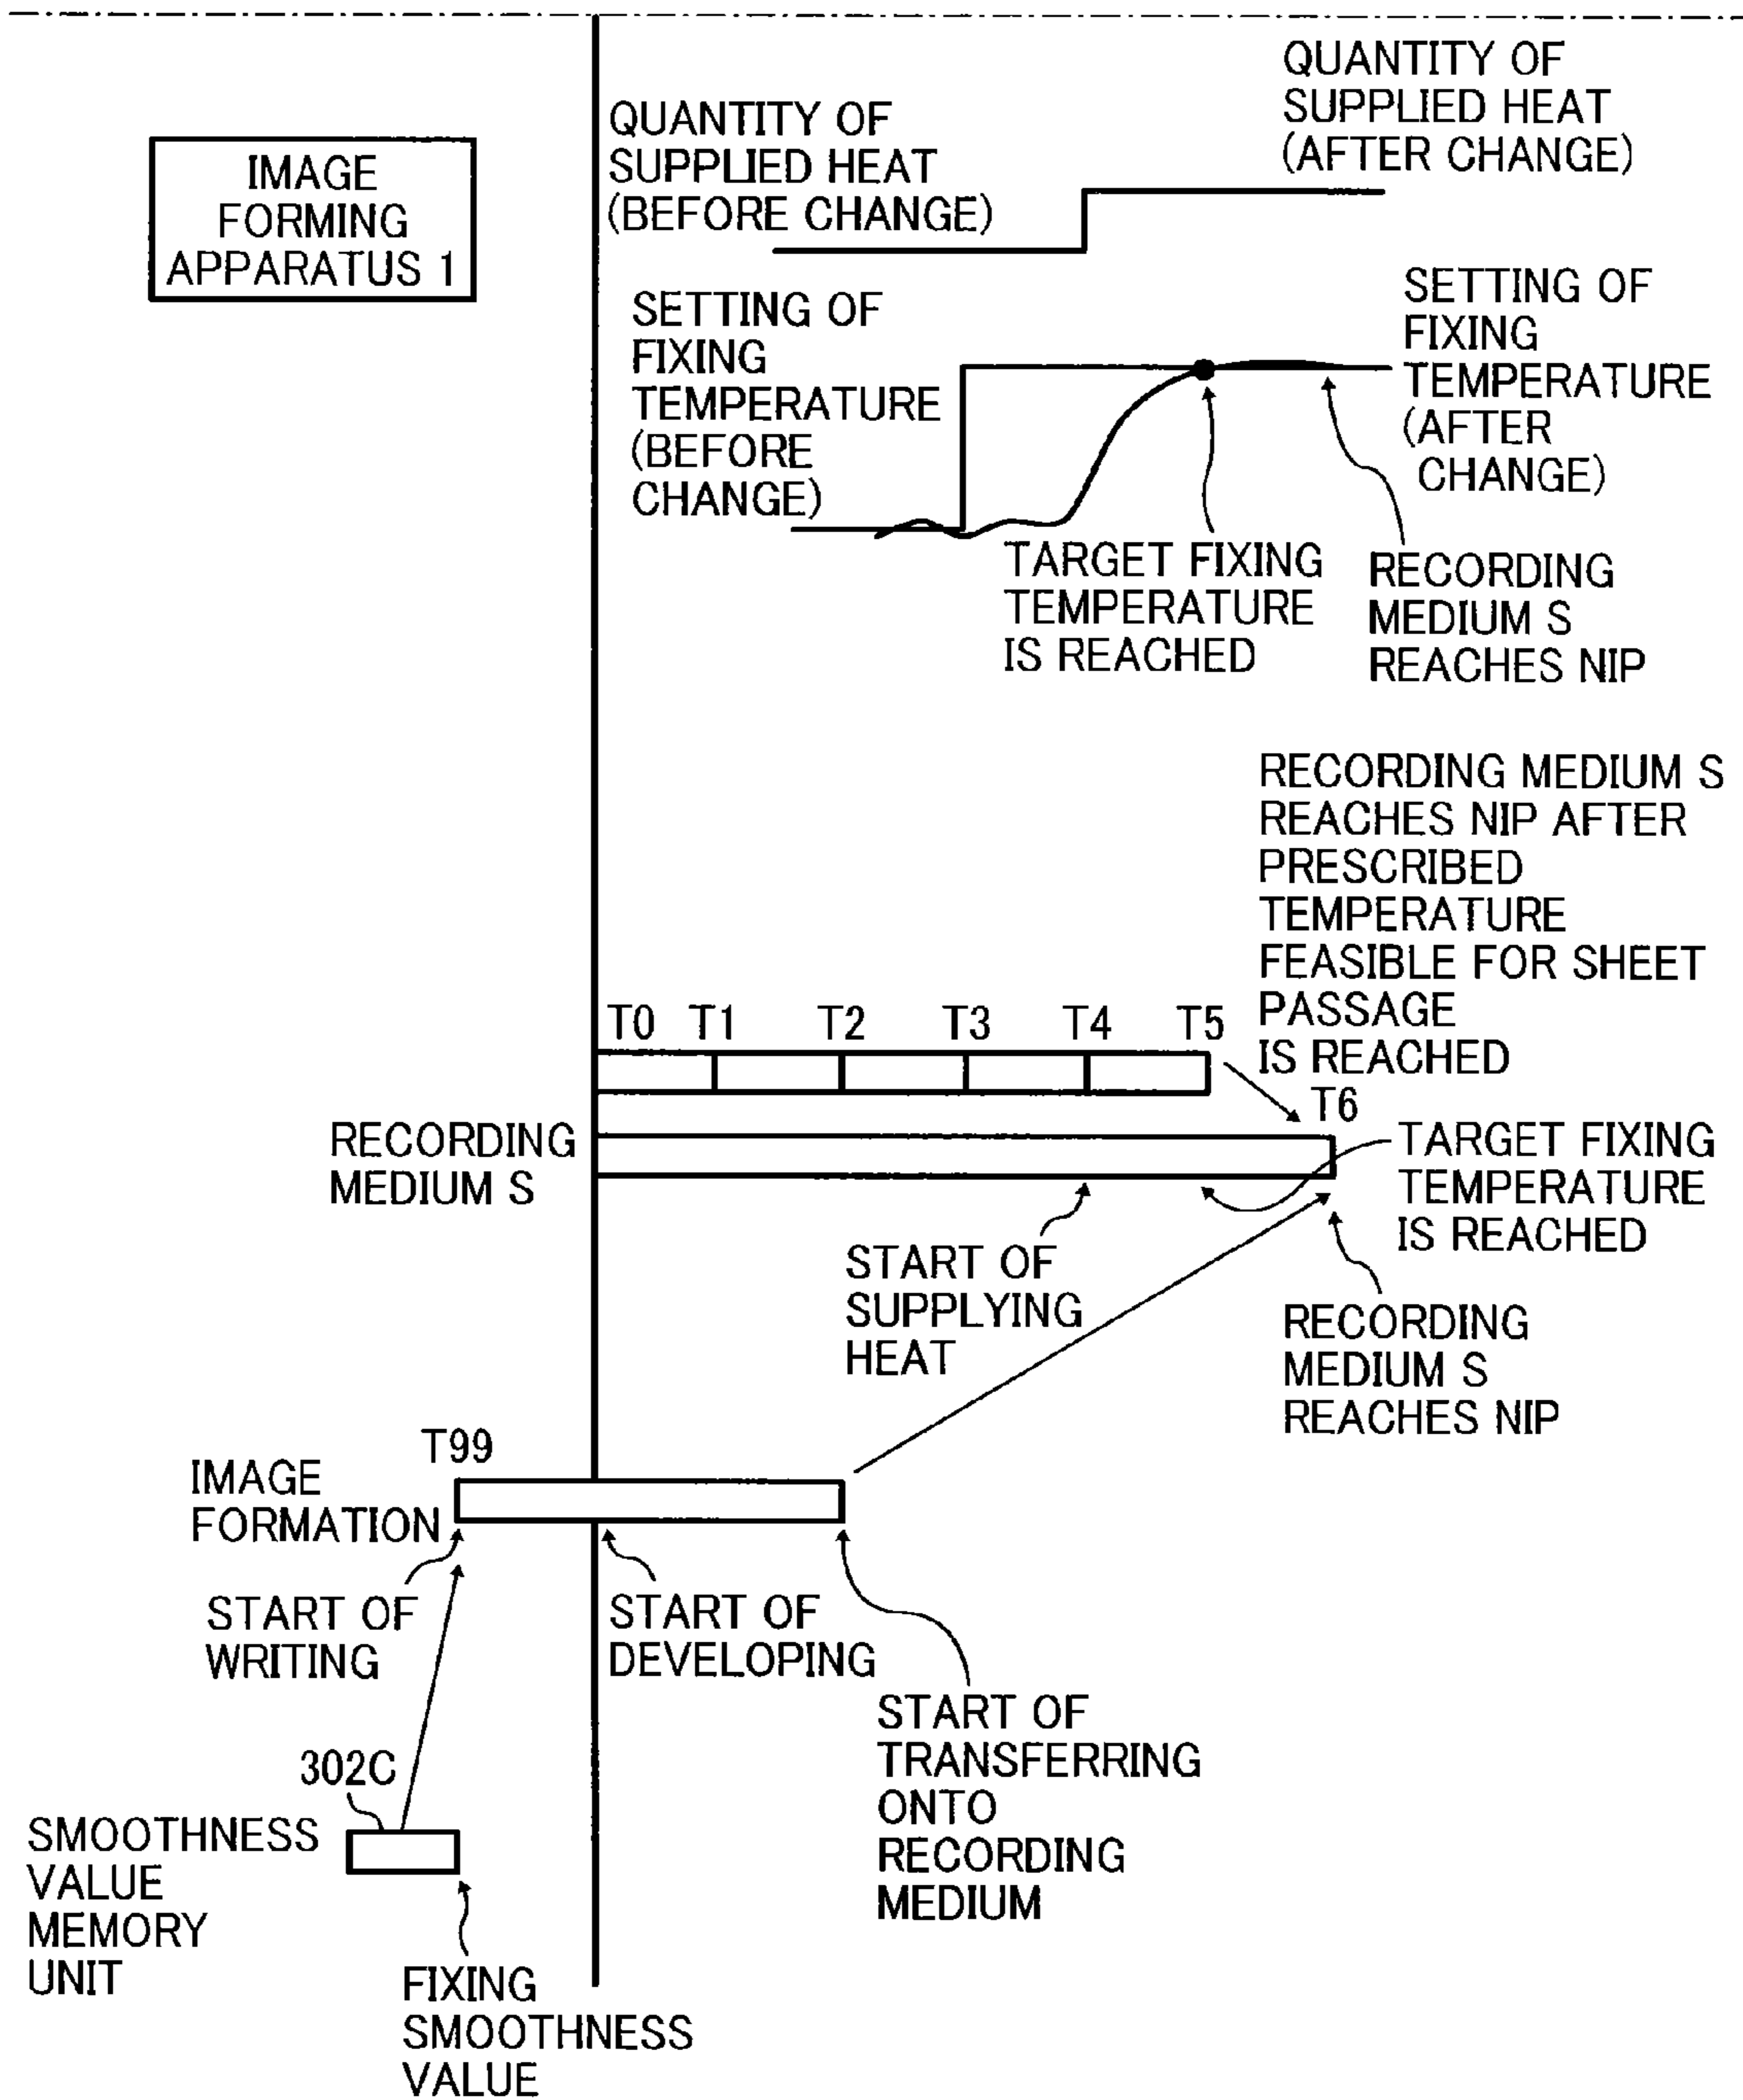 IMAGE
FORMING
APPARATUS 1
QUANTITY OF
SUPPLIED HEAT
(BEFORE CHANGE)
QUANTITY OF
SUPPLIED HEAT
(AFTER CHANGE)
SETTING OF
FIXING
TEMPERATURE
(BEFORE
CHANGE)
SETTING OF
FIXING
TEMPERATURE
(AFTER
CHANGE)
TARGET FIXING
TEMPERATURE
IS REACHED
RECORDING
MEDIUM S
REACHES NIP
RECORDING MEDIUM S
REACHES NIP AFTER
PRESCRIBED
TEMPERATURE
FEASIBLE FOR SHEET
PASSAGE
IS REACHED
T0 T1 T2 T3 T4 T5
T6
RECORDING
MEDIUM S
TARGET FIXING
TEMPERATURE
IS REACHED
START OF
SUPPLYING
HEAT
RECORDING
MEDIUM S
REACHES NIP
T99
IMAGE
FORMATION
START OF
WRITING
START OF
DEVELOPING
START OF
TRANSFERRING
ONTO
RECORDING
MEDIUM
302C
SMOOTHNESS
VALUE
MEMORY
UNIT
FIXING
SMOOTHNESS
VALUE